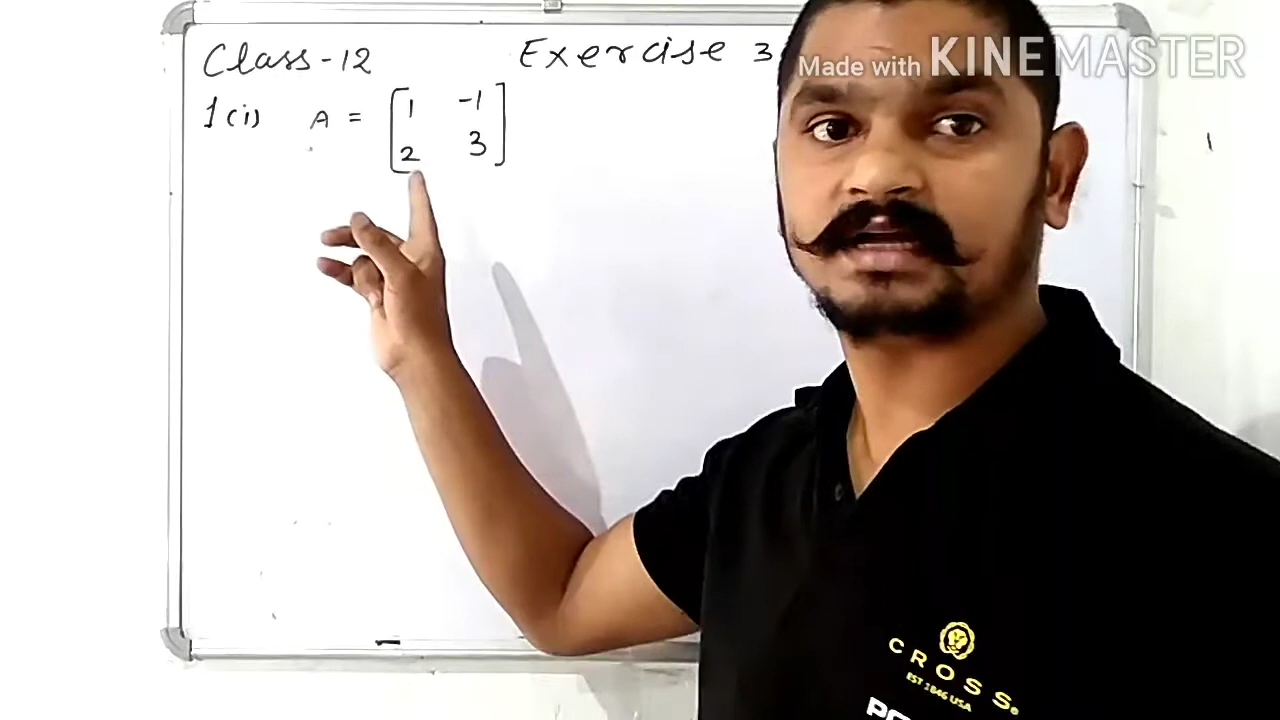 Class-12 Exercise 3
Made with KINEMASTER
1(i) A = [1 -1
2 3]
CROSS
EST 1846 USA